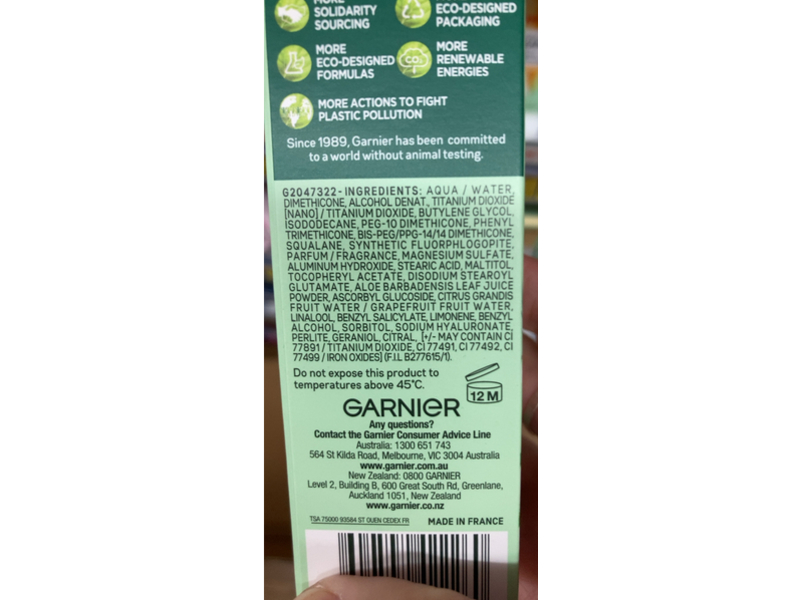 MORE
SOLIDARITY
SOURCING
ECO-DESIGNED
PACKAGING
MORE
ECO-DESIGNED
FORMULAS
CO₂
MORE
RENEWABLE
ENERGIES
MORE ACTIONS TO FIGHT
PLASTIC POLLUTION
Since 1989, Garnier has been committed
to a world without animal testing.
G2047322- INGREDIENTS: AQUA / WATER,
DIMETHICONE, ALCOHOL DENAT., TITANIUM DIOXIDE
[NANO] / TITANIUM DIOXIDE, BUTYLENE GLYCOL,
ISODODECANE, PEG-10 DIMETHICONE, PHENYL
TRIMETHICONE, BIS-PEG/PPG-14/14 DIMETHICONE,
SQUALANE, SYNTHETIC FLUORPHLOGOPITE,
PARFUM / FRAGRANCE, MAGNESIUM SULFATE,
ALUMINUM HYDROXIDE, STEARIC ACID, MALTITOL,
TOCOPHERYL ACETATE, DISODIUM STEAROYL
GLUTAMATE, ALOE BARBADENSIS LEAF JUICE
POWDER, ASCORBYL GLUCOSIDE, CITRUS GRANDIS
FRUIT WATER / GRAPEFRUIT FRUIT WATER,
LINALOOL, BENZYL SALICYLATE, LIMONENE, BENZYL
ALCOHOL, SORBITOL, SODIUM HYALURONATE,
PERLITE, GERANIOL, CITRAL, [+/- MAY CONTAIN CI
77891 / TITANIUM DIOXIDE, CI 77491, CI 77492, CI
77499 / IRON OXIDES] (F.I.L B277615/1).
Do not expose this product to
temperatures above 45°C.
12 M
GARNIER
Any questions?
Contact the Garnier Consumer Advice Line
Australia: 1300 651 743
564 St Kilda Road, Melbourne, VIC 3004 Australia
www.garnier.com.au
New Zealand: 0800 GARNIER
Level 2, Building B, 600 Great South Rd, Greenlane,
Auckland 1051, New Zealand
www.garnier.co.nz
TSA 75000 93584 ST OUEN CEDEX FR
MADE IN FRANCE